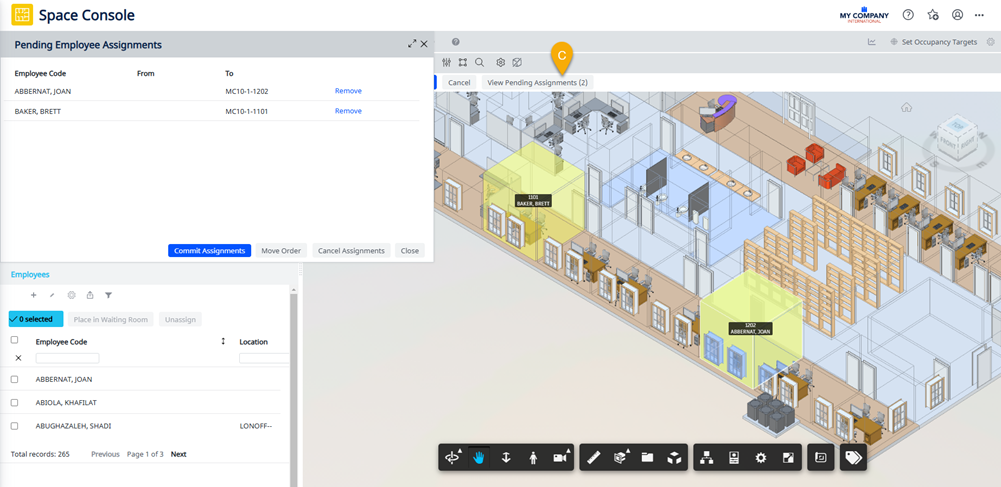 Space Console
MY COMPANY
INTERNATIONAL
Pending Employee Assignments
Employee Code From To
ABBERNAT, JOAN MC10-1-1202 Remove
BAKER, BRETT MC10-1-1101 Remove
Commit Assignments Move Order Cancel Assignments Close
Set Occupancy Targets
C
Cancel View Pending Assignments (2)
1101
BAKER, BRETT
1202
ABBERNAT, JOAN
Employees
0 selected Place in Waiting Room Unassign
Employee Code Location
ABBERNAT, JOAN
ABIOLA, KHAFILAT
ABUGHAZALEH, SHADI LONOFF--
Total records: 265 Previous Page 1 of 3 Next